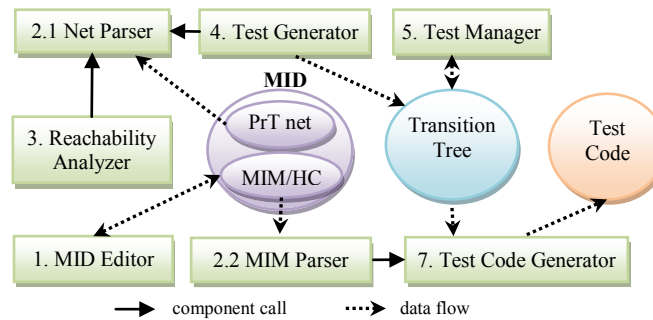 2.1 Net Parser
4. Test Generator
5. Test Manager
MID
PrT net
3. Reachability
Analyzer
MIM/HC
Transition
Tree
Test
Code
1. MID Editor
2.2 MIM Parser
7. Test Code Generator
component call
data flow